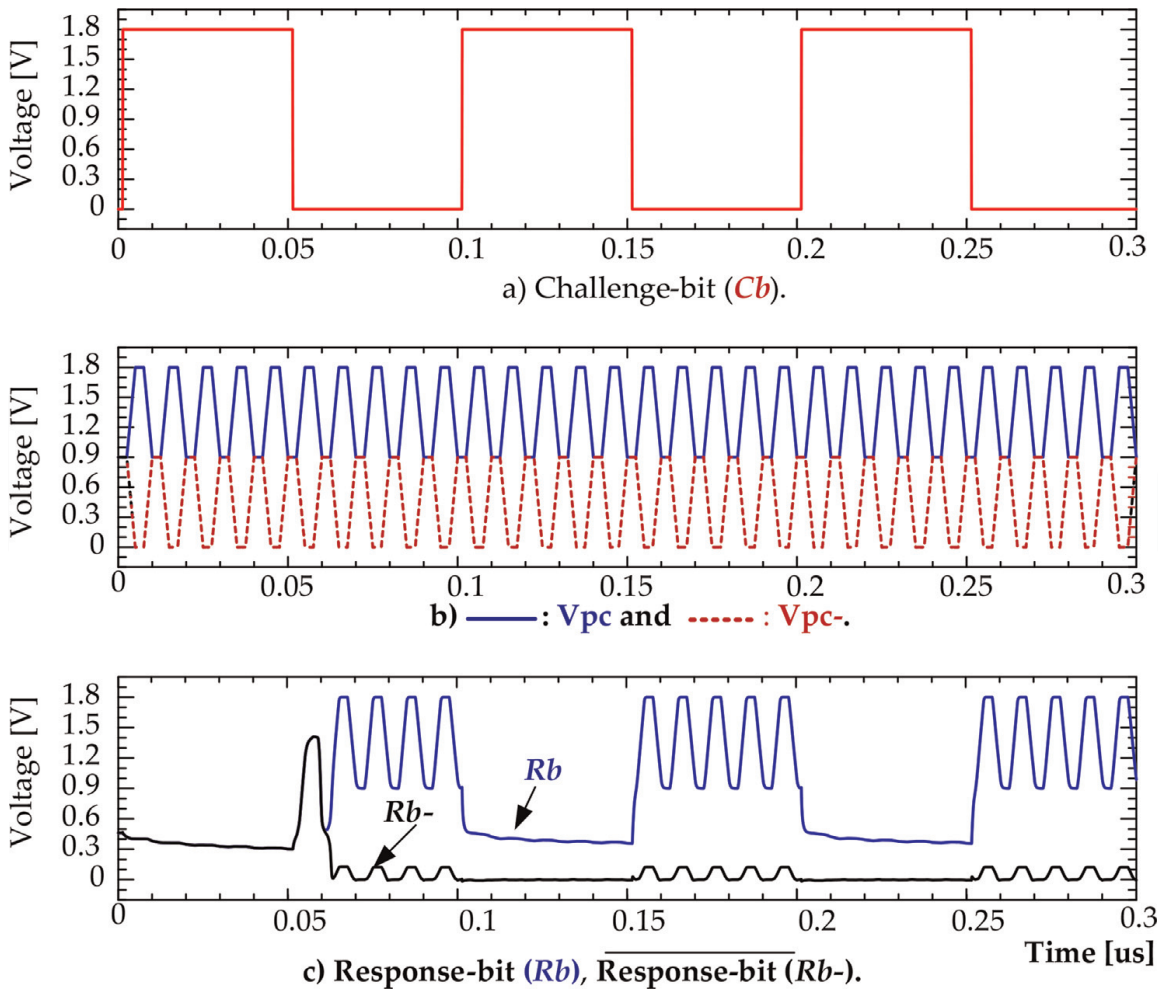 Voltage [V]
1.8
1.5
1.2
0.9
0.6
0.3
0
0 0.05 0.1 0.15 0.2 0.25 0.3
a) Challenge-bit (Cb).
Voltage [V]
1.8
1.5
1.2
0.9
0.6
0.3
0
0 0.05 0.1 0.15 0.2 0.25 0.3
b) : Vpc and : Vpc-.
Voltage [V]
1.8
1.5
1.2
0.9
0.6
0.3
0
Rb-
Rb
0 0.05 0.1 0.15 0.2 0.25 0.3
Time [us]
c) Response-bit (Rb), Response-bit (Rb-).